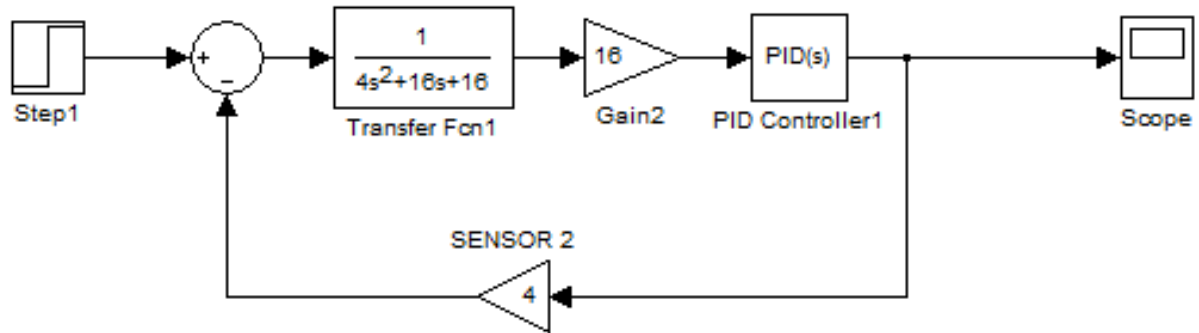 +
−
1
4s²+16s+16
16
PID(s)
Step1
Transfer Fcn1
Gain2
PID Controller1
Scope
SENSOR 2
4